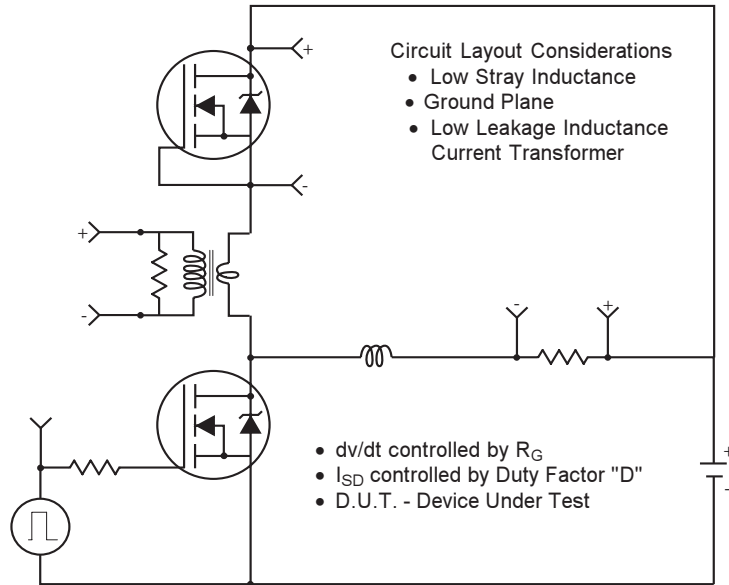 +
Circuit Layout Considerations
• Low Stray Inductance
• Ground Plane
• Low Leakage Inductance
Current Transformer
-
+
-
-
+
• dv/dt controlled by RG
• ISD controlled by Duty Factor "D"
• D.U.T. - Device Under Test
+
-